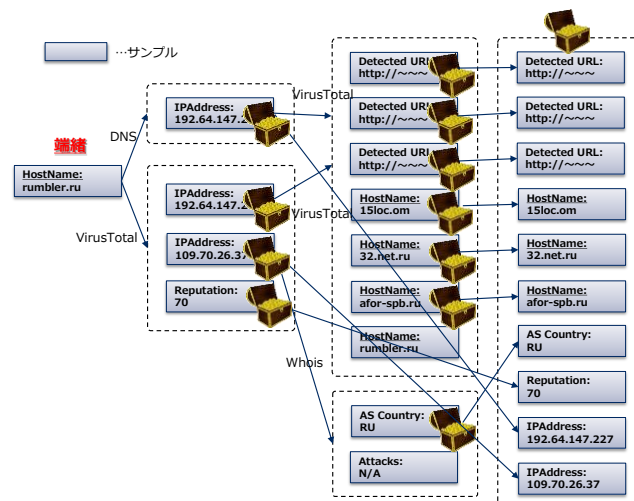 …サンプル
端緒
HostName:
rumbler.ru
DNS
VirusTotal
IPAddress:
192.64.147.2
IPAddress:
192.64.147.2
IPAddress:
109.70.26.37
Reputation:
70
VirusTotal
VirusTotal
Whois
Detected URL:
http://~~~
Detected URL:
http://~~~
Detected URL
http://~~~
HostName:
15loc.om
HostName:
32.net.ru
HostName:
afor-spb.ru
HostName:
rumbler.ru
AS Country:
RU
Attacks:
N/A
Detected URL:
http://~~~
Detected URL:
http://~~~
Detected URL:
http://~~~
HostName:
15loc.om
HostName:
32.net.ru
HostName:
afor-spb.ru
AS Country:
RU
Reputation:
70
IPAddress:
192.64.147.227
IPAddress:
109.70.26.37